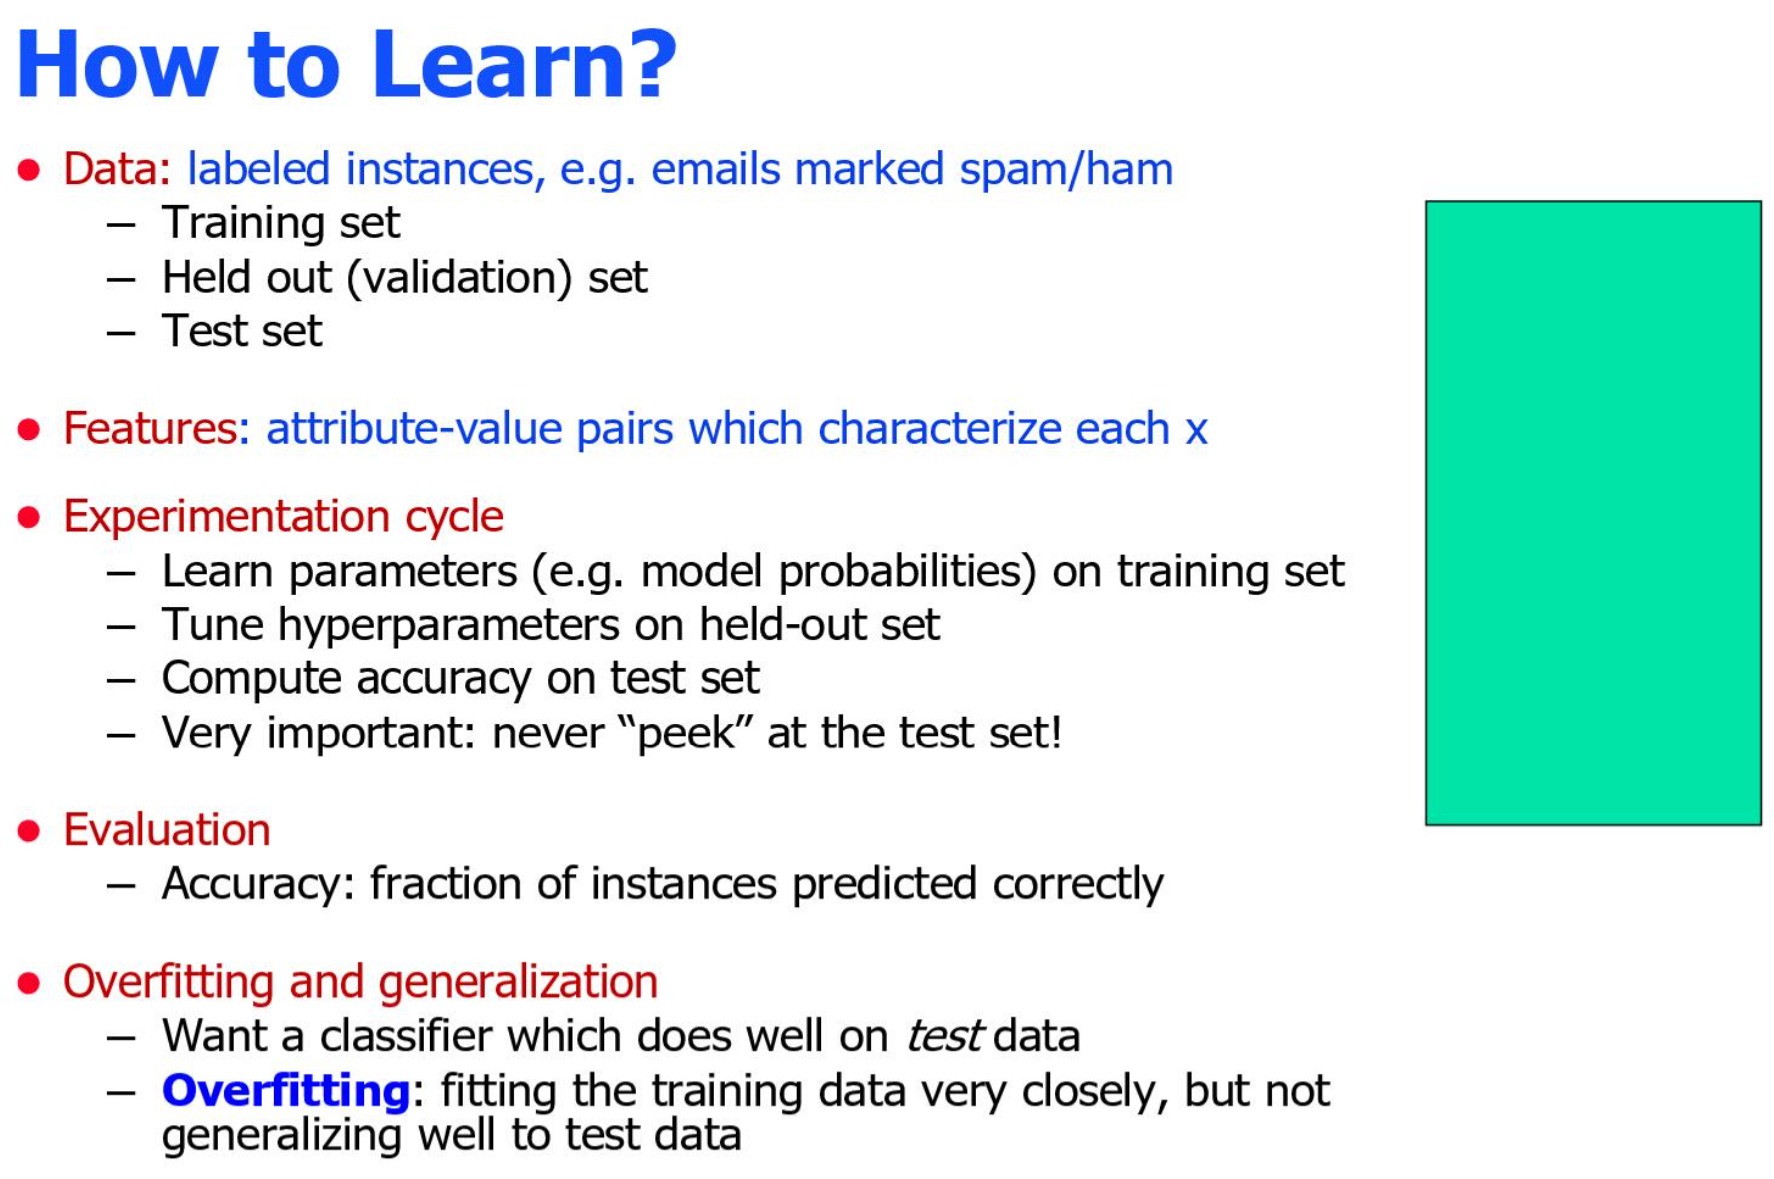 How to Learn?
● Data: labeled instances, e.g. emails marked spam/ham
– Training set
– Held out (validation) set
– Test set
● Features: attribute-value pairs which characterize each x
● Experimentation cycle
– Learn parameters (e.g. model probabilities) on training set
– Tune hyperparameters on held-out set
– Compute accuracy on test set
– Very important: never “peek” at the test set!
● Evaluation
– Accuracy: fraction of instances predicted correctly
● Overfitting and generalization
– Want a classifier which does well on test data
– Overfitting: fitting the training data very closely, but not
generalizing well to test data